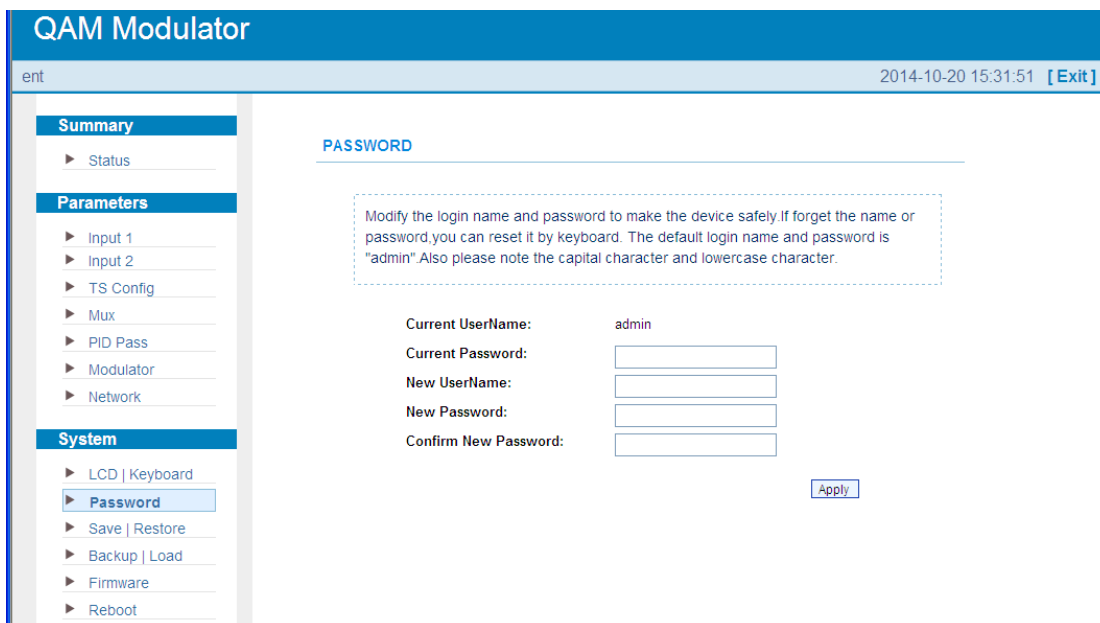 QAM Modulator
ent
2014-10-20 15:31:51 [ Exit ]
Summary
Status
Parameters
Input 1
Input 2
TS Config
Mux
PID Pass
Modulator
Network
System
LCD | Keyboard
Password
Save | Restore
Backup | Load
Firmware
Reboot
PASSWORD
Modify the login name and password to make the device safely.If forget the name or
password,you can reset it by keyboard. The default login name and password is
"admin".Also please note the capital character and lowercase character.
Current UserName: admin
Current Password:
New UserName:
New Password:
Confirm New Password:
Apply